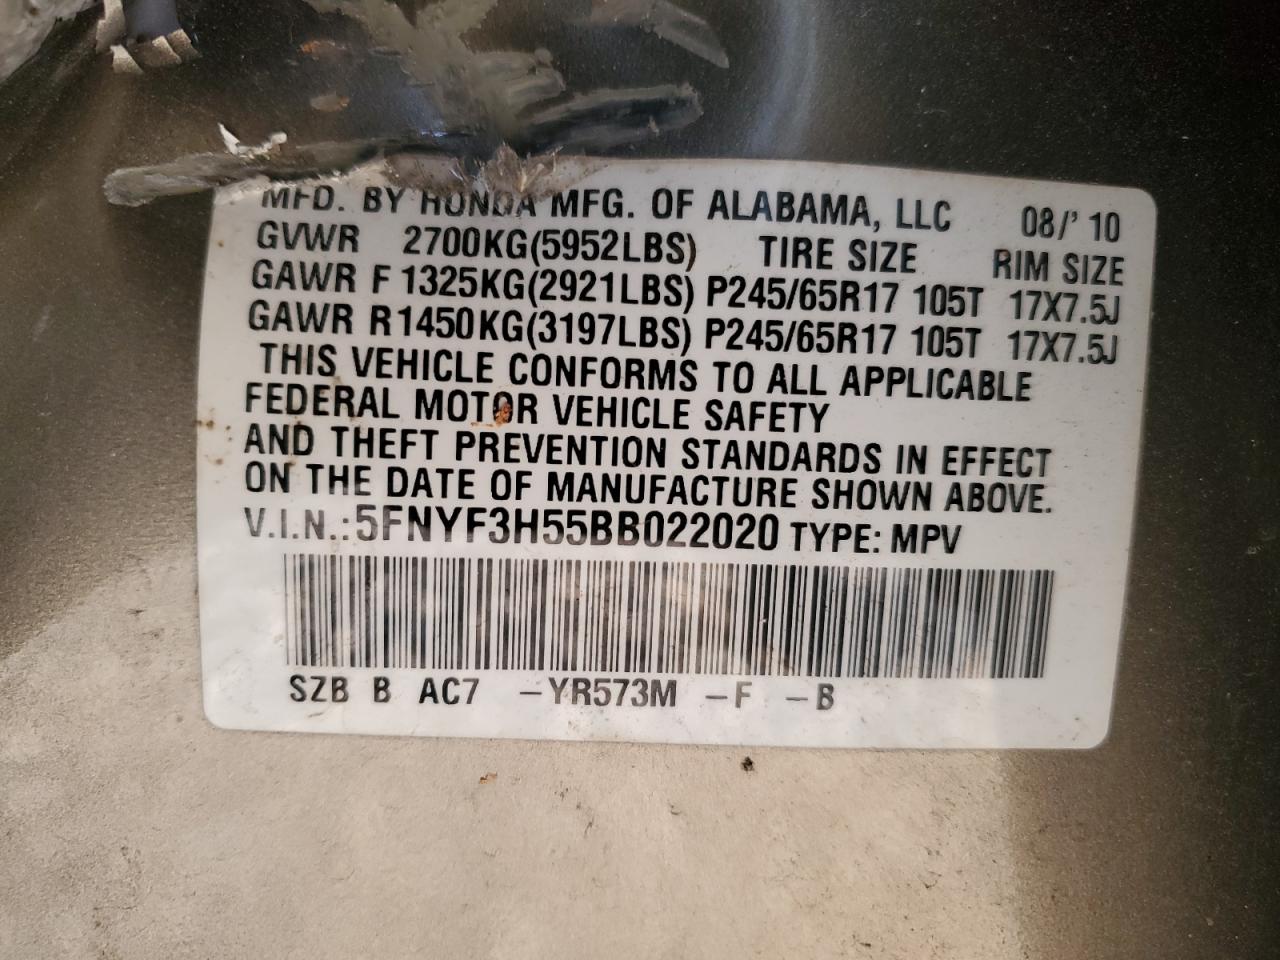 MFD. BY HONDA MFG. OF ALABAMA, LLC 08/'10
GVWR 2700KG(5952LBS) TIRE SIZE RIM SIZE
GAWR F 1325KG(2921LBS) P245/65R17 105T 17X7.5J
GAWR R1450KG(3197LBS) P245/65R17 105T 17X7.5J
THIS VEHICLE CONFORMS TO ALL APPLICABLE
FEDERAL MOTOR VEHICLE SAFETY
AND THEFT PREVENTION STANDARDS IN EFFECT
ON THE DATE OF MANUFACTURE SHOWN ABOVE.
V.I.N.:5FNYF3H55BB022020 TYPE: MPV
SZB B AC7 -YR573M -F -B